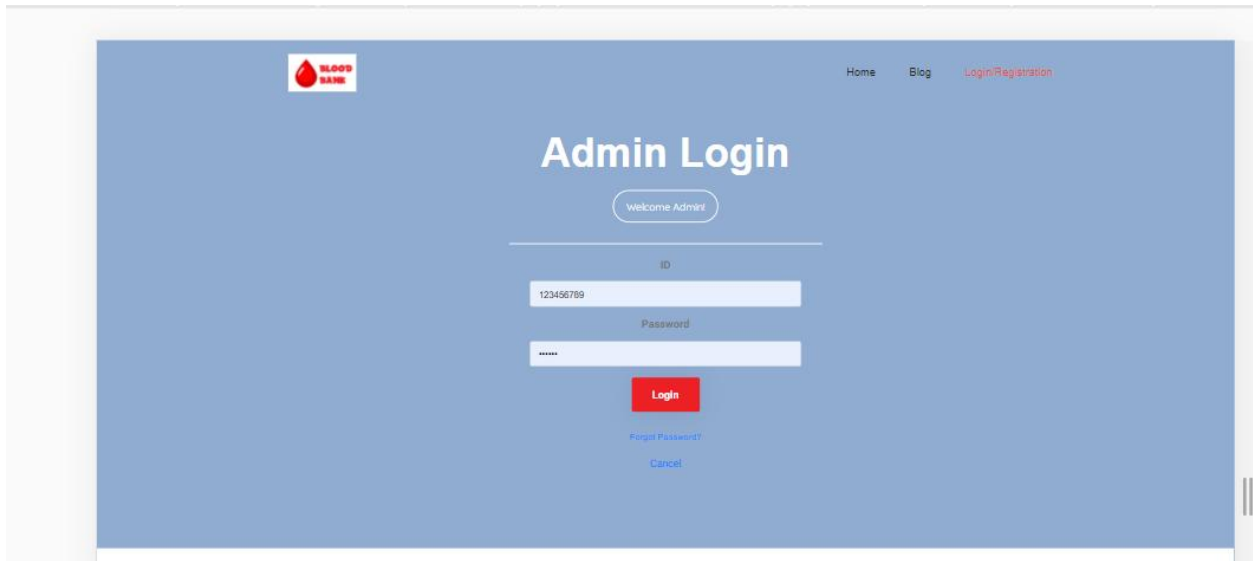 BLOOD
BANK
Home Blog Login/Registration
Admin Login
Welcome Admin!
ID
123456789
Password
••••••
Login
Forgot Password?
Cancel